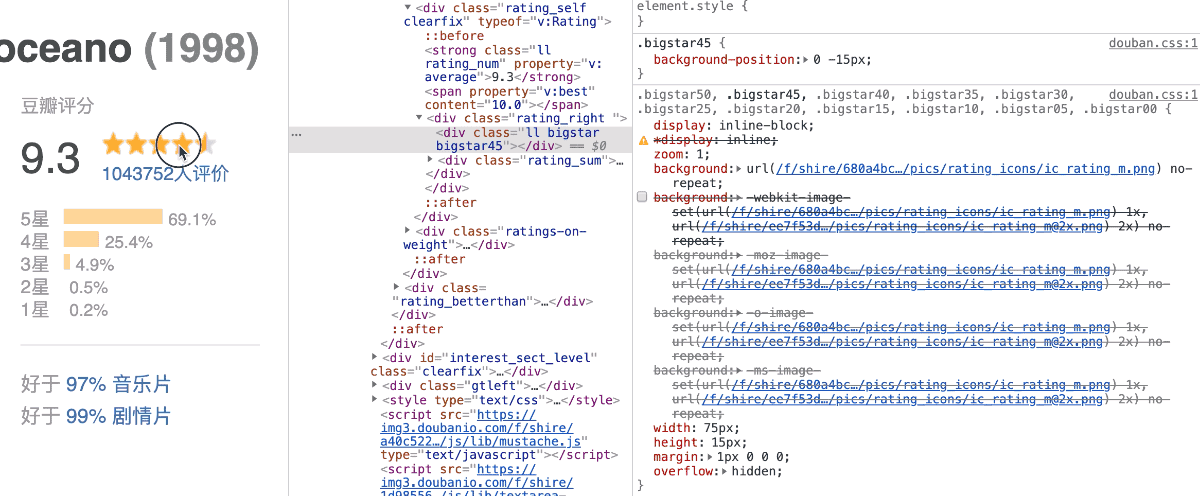 oceano (1998)
豆瓣评分
9.3
1043752人评价
5星 69.1%
4星 25.4%
3星 4.9%
2星 0.5%
1星 0.2%
好于 97% 音乐片
好于 99% 剧情片
<div class="rating_self
clearfix" typeof="v:Rating">
::before
<strong class="ll
rating_num" property="v:
average">9.3</strong>
<span property="v:best"
content="10.0"></span>
<div class="rating_right ">
…
<div class="ll bigstar
bigstar45"></div> == $0
<div class="rating_sum">…
</div>
</div>
::after
</div>
<div class="ratings-on-
weight">…</div>
::after
</div>
<div class=
"rating_betterthan">…</div>
</div>
::after
</div>
<div id="interest_sect_level"
class="clearfix">…</div>
<div class="gtleft">…</div>
<style type="text/css">…</style>
<script src="https://
img3.doubanio.com/f/shire/
a40c522…/js/lib/mustache.js"
type="text/javascript"></script>
<script src="https://
img3.doubanio.com/f/shire/
element.style {
}
.bigstar45 { douban.css:1
background-position: 0 -15px;
}
.bigstar50, .bigstar45, .bigstar40, .bigstar35, .bigstar30, douban.css:1
.bigstar25, .bigstar20, .bigstar15, .bigstar10, .bigstar05, .bigstar00 {
display: inline-block;
*display: inline;
zoom: 1;
background: url(/f/shire/680a4bc…/pics/rating_icons/ic_rating_m.png) no-
repeat;
background: -webkit-image-
set(url(/f/shire/680a4bc…/pics/rating_icons/ic_rating_m.png) 1x,
url(/f/shire/ee7f53d…/pics/rating_icons/ic_rating_m@2x.png) 2x) no-
repeat;
background: -moz-image-
set(url(/f/shire/680a4bc…/pics/rating_icons/ic_rating_m.png) 1x,
url(/f/shire/ee7f53d…/pics/rating_icons/ic_rating_m@2x.png) 2x) no-
repeat;
background: -o-image-
set(url(/f/shire/680a4bc…/pics/rating_icons/ic_rating_m.png) 1x,
url(/f/shire/ee7f53d…/pics/rating_icons/ic_rating_m@2x.png) 2x) no-
repeat;
background: -ms-image-
set(url(/f/shire/680a4bc…/pics/rating_icons/ic_rating_m.png) 1x,
url(/f/shire/ee7f53d…/pics/rating_icons/ic_rating_m@2x.png) 2x) no-
repeat;
width: 75px;
height: 15px;
margin: 1px 0 0 0;
overflow: hidden;
}